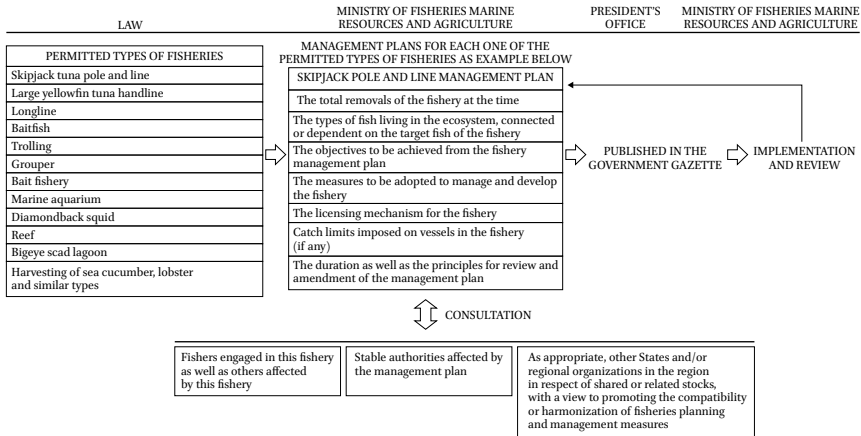 LAW
MINISTRY OF FISHERIES MARINE
RESOURCES AND AGRICULTURE
PRESIDENT'S
OFFICE
MINISTRY OF FISHERIES MARINE
RESOURCES AND AGRICULTURE
PERMITTED TYPES OF FISHERIES
Skipjack tuna pole and line
Large yellowfin tuna handline
Longline
Baitfish
Trolling
Grouper
Bait fishery
Marine aquarium
Diamondback squid
Reef
Bigeye scad lagoon
Harvesting of sea cucumber, lobster
and similar types
MANAGEMENT PLANS FOR EACH ONE OF THE
PERMITTED TYPES OF FISHERIES AS EXAMPLE BELOW
SKIPJACK POLE AND LINE MANAGEMENT PLAN
The total removals of the fishery at the time
The types of fish living in the ecosystem, connected
or dependent on the target fish of the fishery
The objectives to be achieved from the fishery
management plan
The measures to be adopted to manage and develop
the fishery
The licensing mechanism for the fishery
Catch limits imposed on vessels in the fishery
(if any)
The duration as well as the principles for review and
amendment of the management plan
PUBLISHED IN THE
GOVERNMENT GAZETTE
IMPLEMENTATION
AND REVIEW
CONSULTATION
Fishers engaged in this fishery
as well as others affected
by this fishery
Stable authorities affected by
the management plan
As appropriate, other States and/or
regional organizations in the region
in respect of shared or related stocks,
with a view to promoting the compatibility
or harmonization of fisheries planning
and management measures